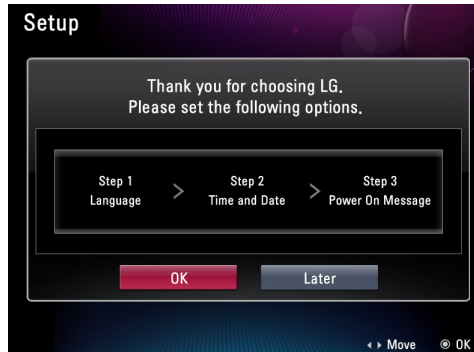 Setup
Thank you for choosing LG.
Please set the following options.
Step 1 > Step 2 > Step 3
Language Time and Date Power On Message
OK Later
Move OK